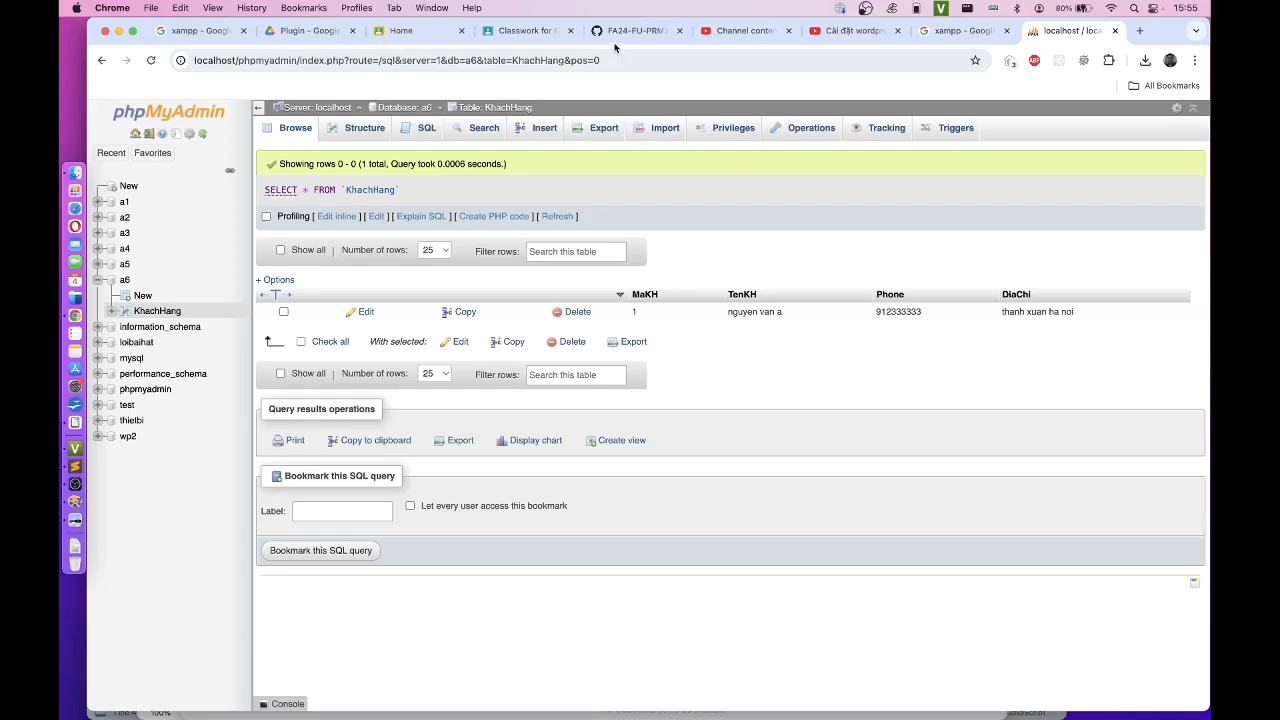 Chrome File Edit View History Bookmarks Profiles Tab Window Help
V 80% 15:55
xampp - Googl
Plugin - Google
Home
Classwork for F
FA24-FU-PRM3
Channel conten
Cài đặt wordpr
xampp - Googl
localhost / loca
localhost/phpmyadmin/index.php?route=/sql&server=1&db=a6&table=KhachHang&pos=0
All Bookmarks
phpMyAdmin
Recent Favorites
New
a1
a2
a3
a4
a5
a6
New
KhachHang
information_schema
loibaihat
mysql
performance_schema
phpmyadmin
test
thietbi
wp2
Server: localhost » Database: a6 » Table: KhachHang
Browse Structure SQL Search Insert Export Import Privileges Operations Tracking Triggers
Showing rows 0 - 0 (1 total, Query took 0.0006 seconds.)
SELECT * FROM `KhachHang`
Profiling [ Edit inline ] [ Edit ] [ Explain SQL ] [ Create PHP code ] [ Refresh ]
Show all Number of rows: 25 Filter rows: Search this table
+ Options
←T→ MaKH TenKH Phone DiaChi
Edit Copy Delete 1 nguyen van a 912333333 thanh xuan ha noi
Check all With selected: Edit Copy Delete Export
Show all Number of rows: 25 Filter rows: Search this table
Query results operations
Print Copy to clipboard Export Display chart Create view
Bookmark this SQL query
Label: Let every user access this bookmark
Bookmark this SQL query
Console